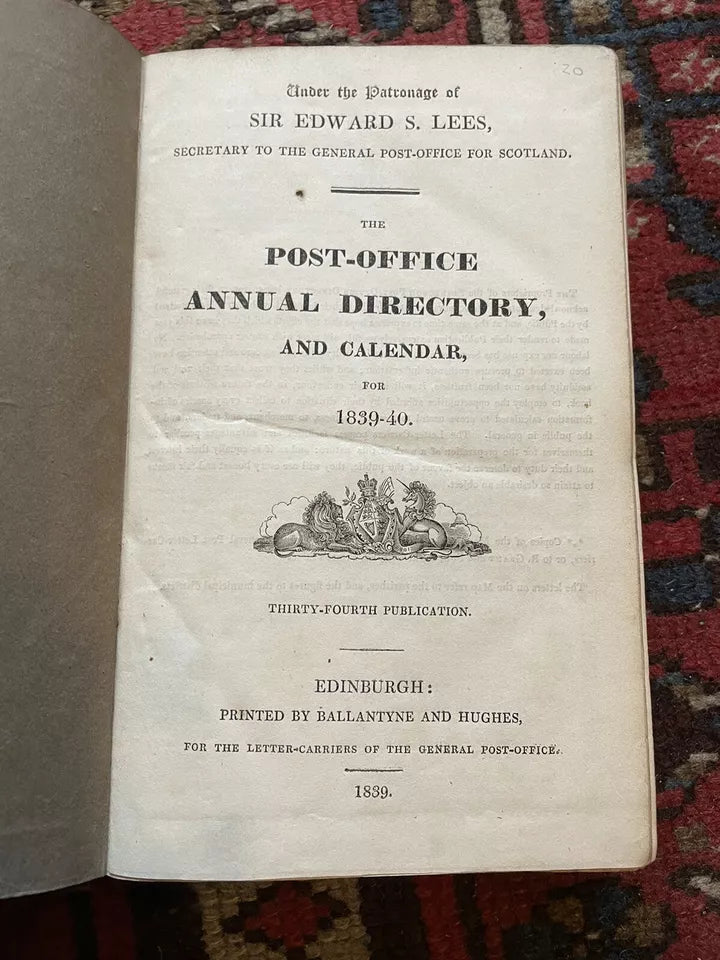 20
Under the Patronage of
SIR EDWARD S. LEES,
SECRETARY TO THE GENERAL POST-OFFICE FOR SCOTLAND.
THE
POST-OFFICE
ANNUAL DIRECTORY,
AND CALENDAR,
FOR
1839-40.
THIRTY-FOURTH PUBLICATION.
EDINBURGH:
PRINTED BY BALLANTYNE AND HUGHES,
FOR THE LETTER-CARRIERS OF THE GENERAL POST-OFFICE.
1839.